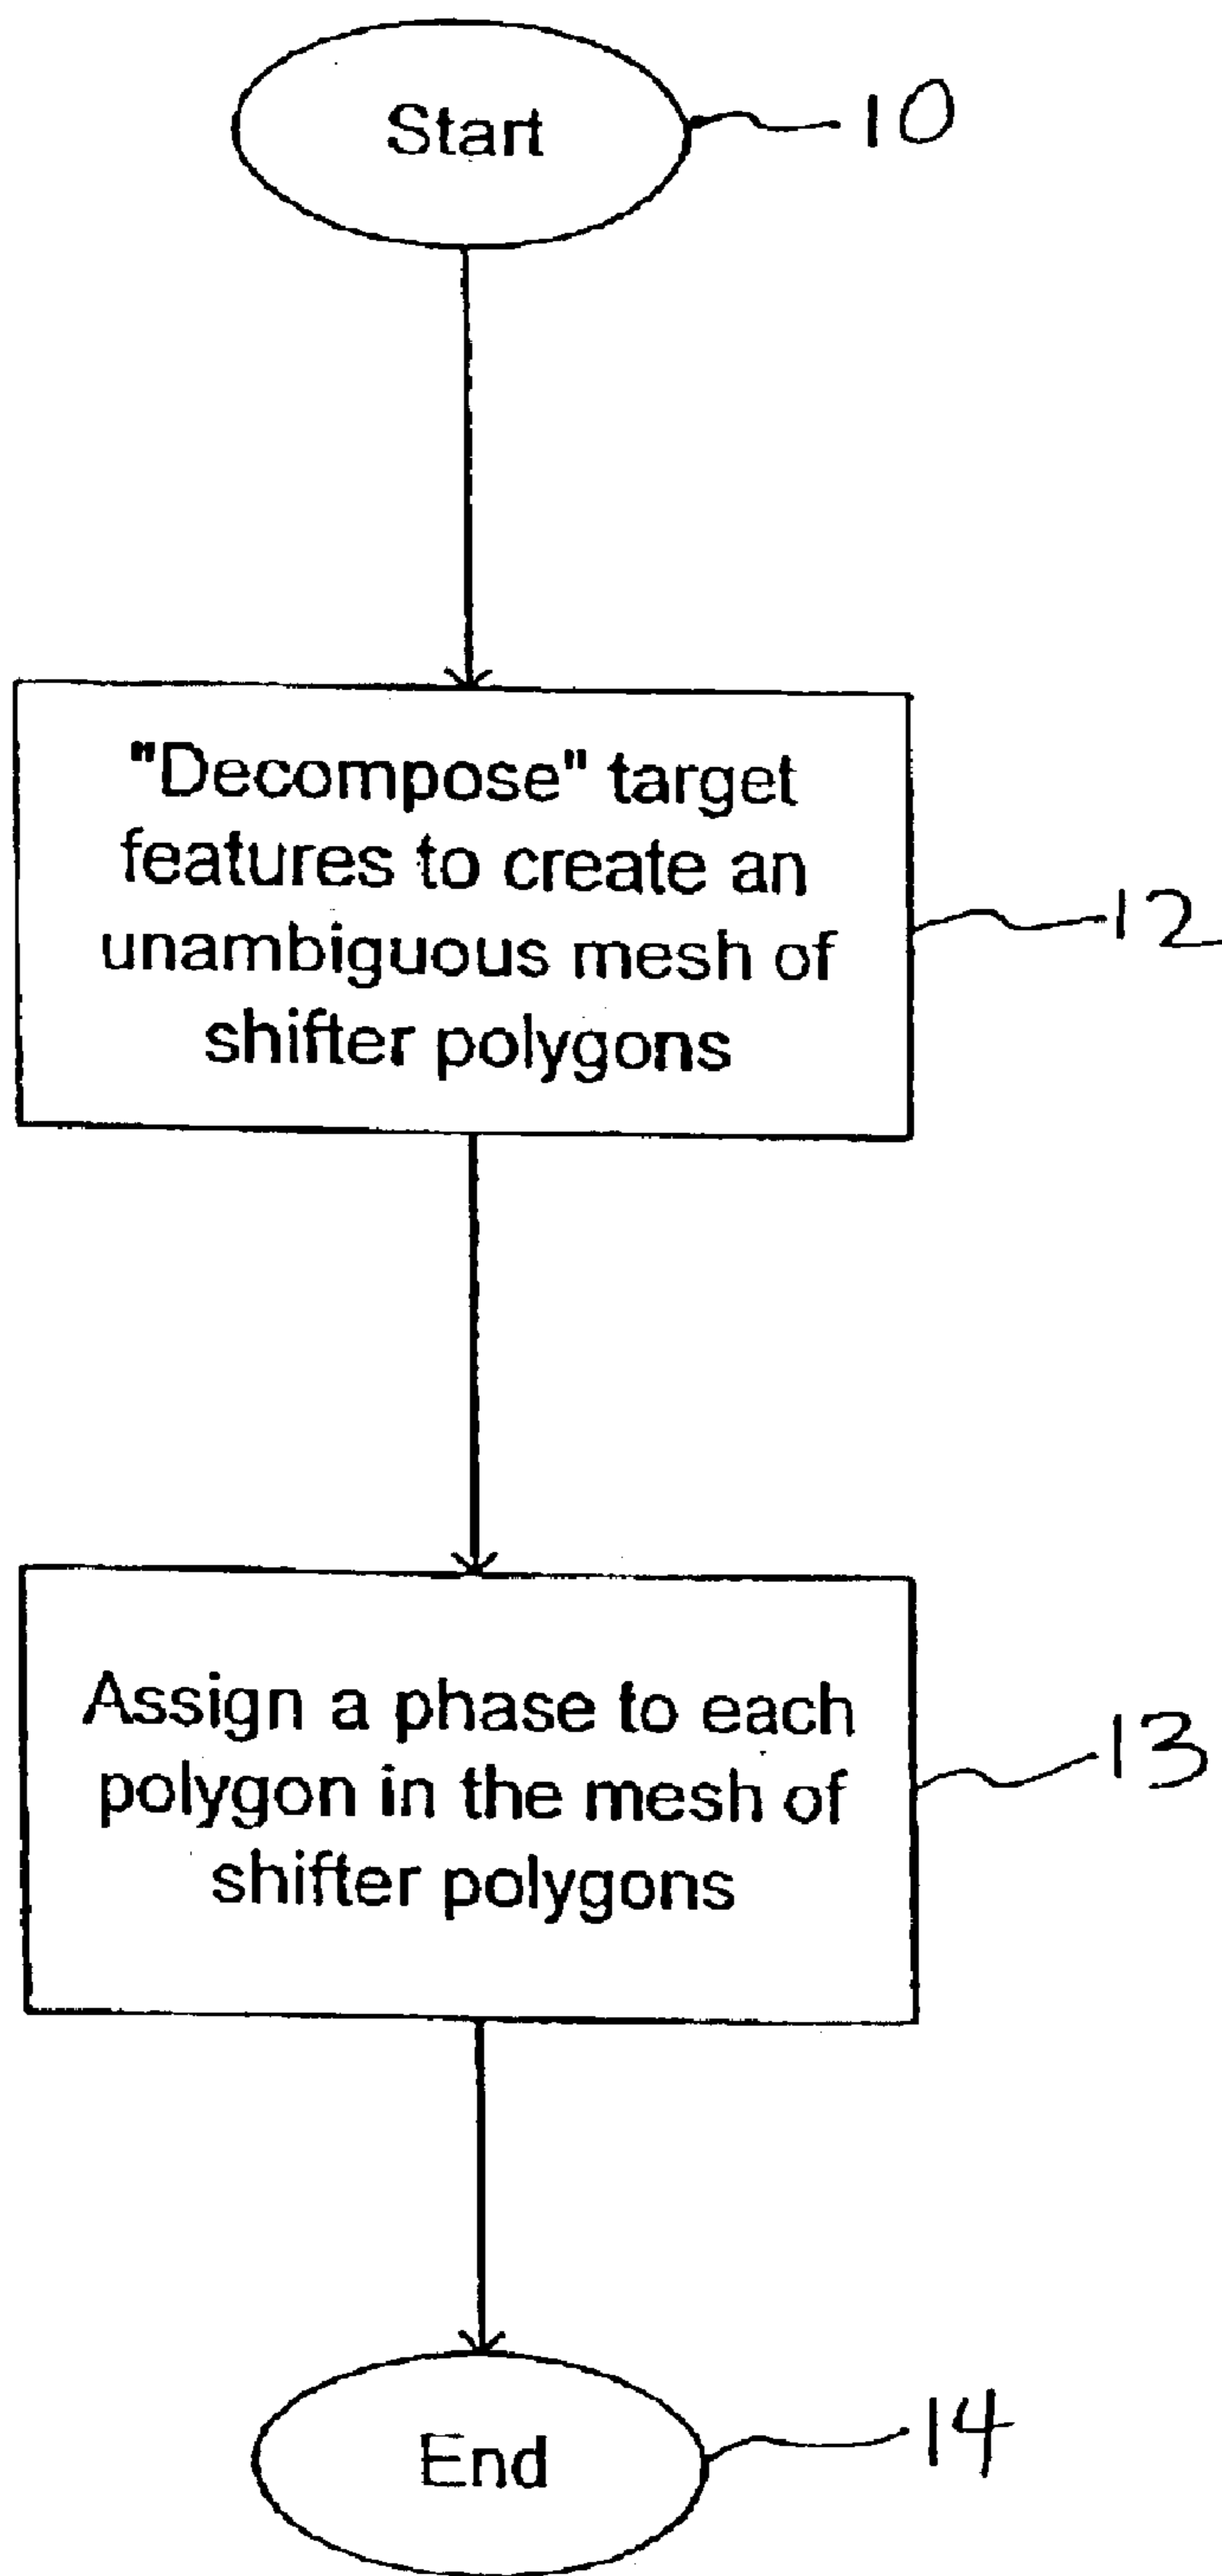 Start
10
"Decompose" target
features to create an
unambiguous mesh of
shifter polygons
12
Assign a phase to each
polygon in the mesh of
shifter polygons
13
End
14